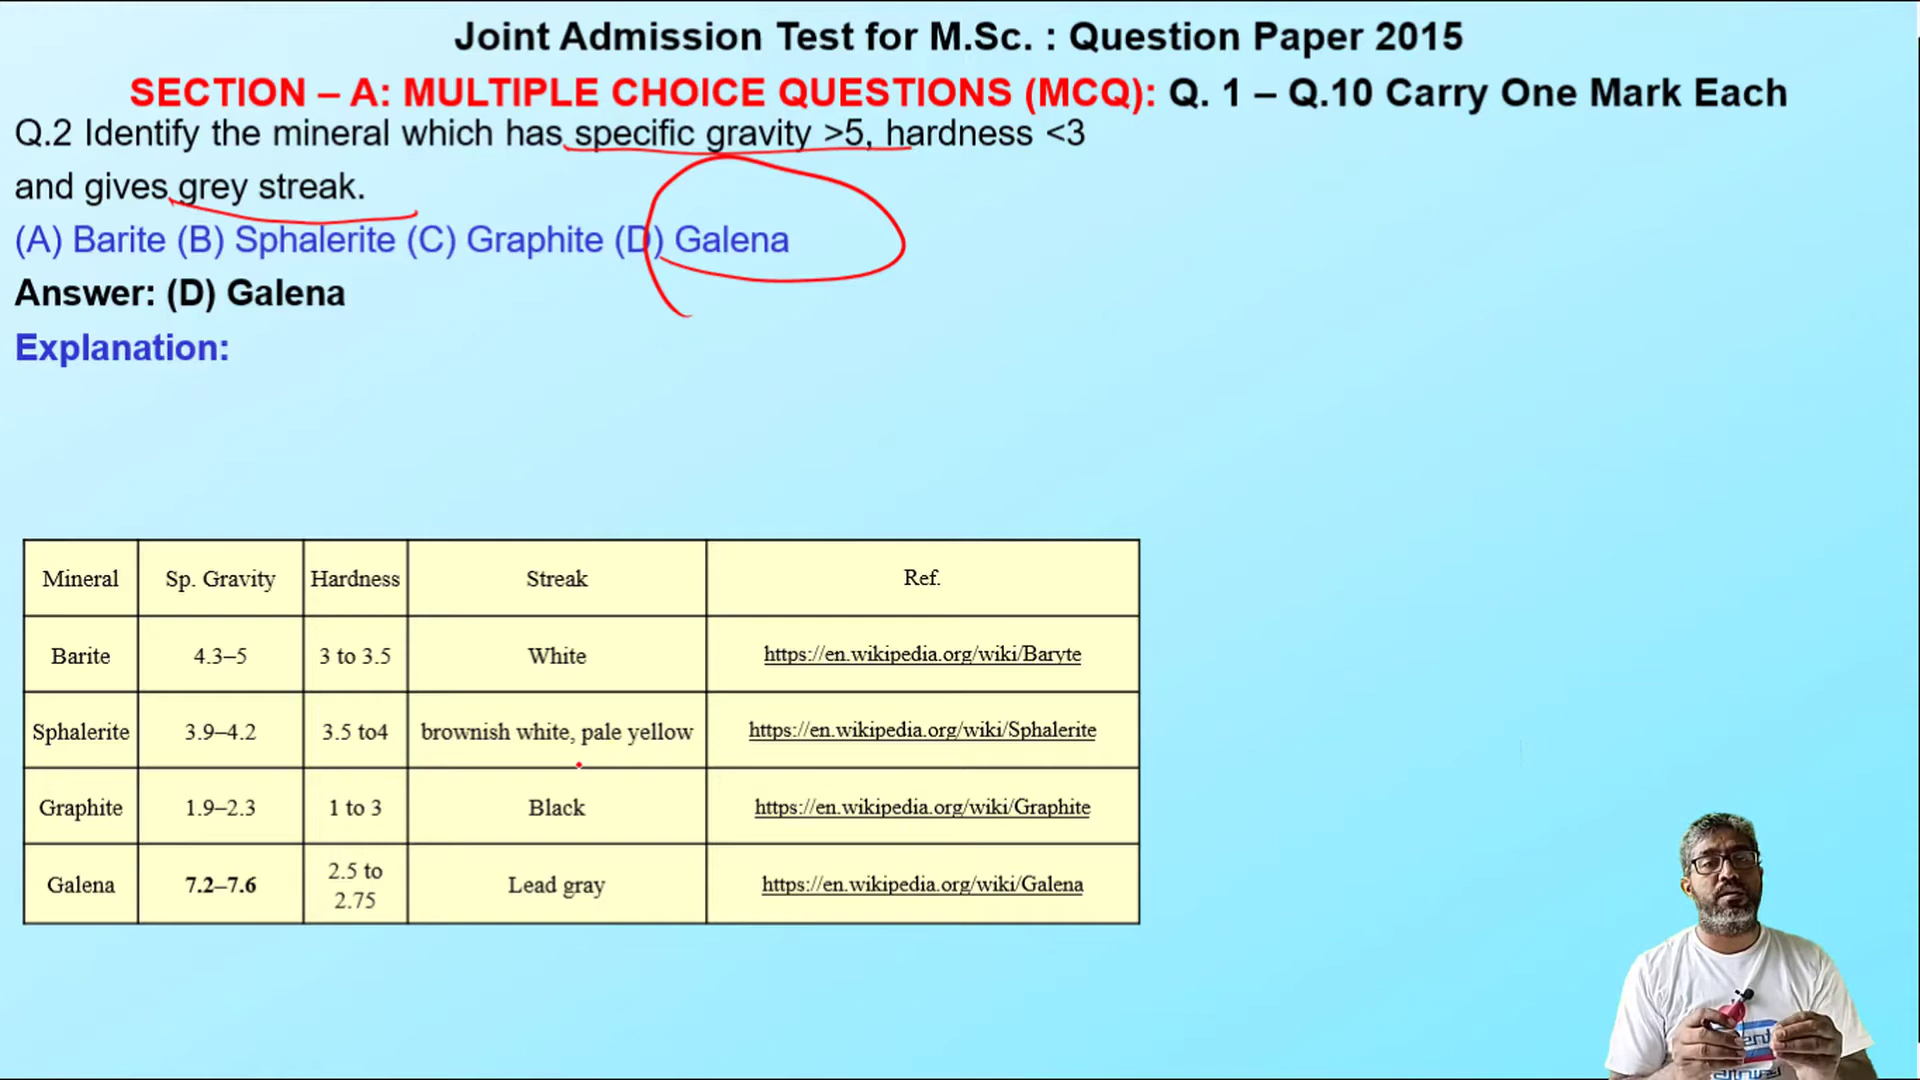 Joint Admission Test for M.Sc. : Question Paper 2015
SECTION – A: MULTIPLE CHOICE QUESTIONS (MCQ): Q. 1 – Q.10 Carry One Mark Each
Q.2 Identify the mineral which has specific gravity >5, hardness <3
and gives grey streak.
(A) Barite (B) Sphalerite (C) Graphite (D) Galena
Answer: (D) Galena
Explanation:
Mineral Sp. Gravity Hardness Streak Ref.
Barite 4.3–5 3 to 3.5 White https://en.wikipedia.org/wiki/Baryte
Sphalerite 3.9–4.2 3.5 to4 brownish white, pale yellow https://en.wikipedia.org/wiki/Sphalerite
Graphite 1.9–2.3 1 to 3 Black https://en.wikipedia.org/wiki/Graphite
Galena 7.2–7.6 2.5 to 2.75 Lead gray https://en.wikipedia.org/wiki/Galena